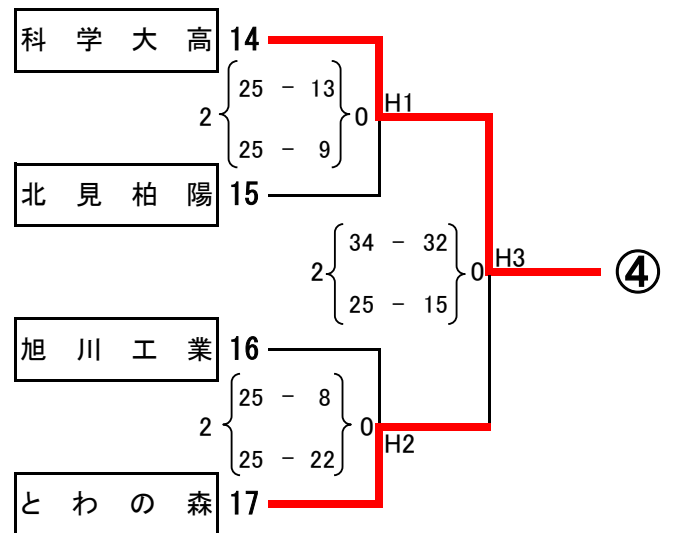 科学大高 14
25 - 13
H1
2 0
25 - 9
北見柏陽 15
34 - 32
H3
2 0 ④
25 - 15
旭川工業 16
25 - 8
2 0
H2
25 - 22
とわの森 17